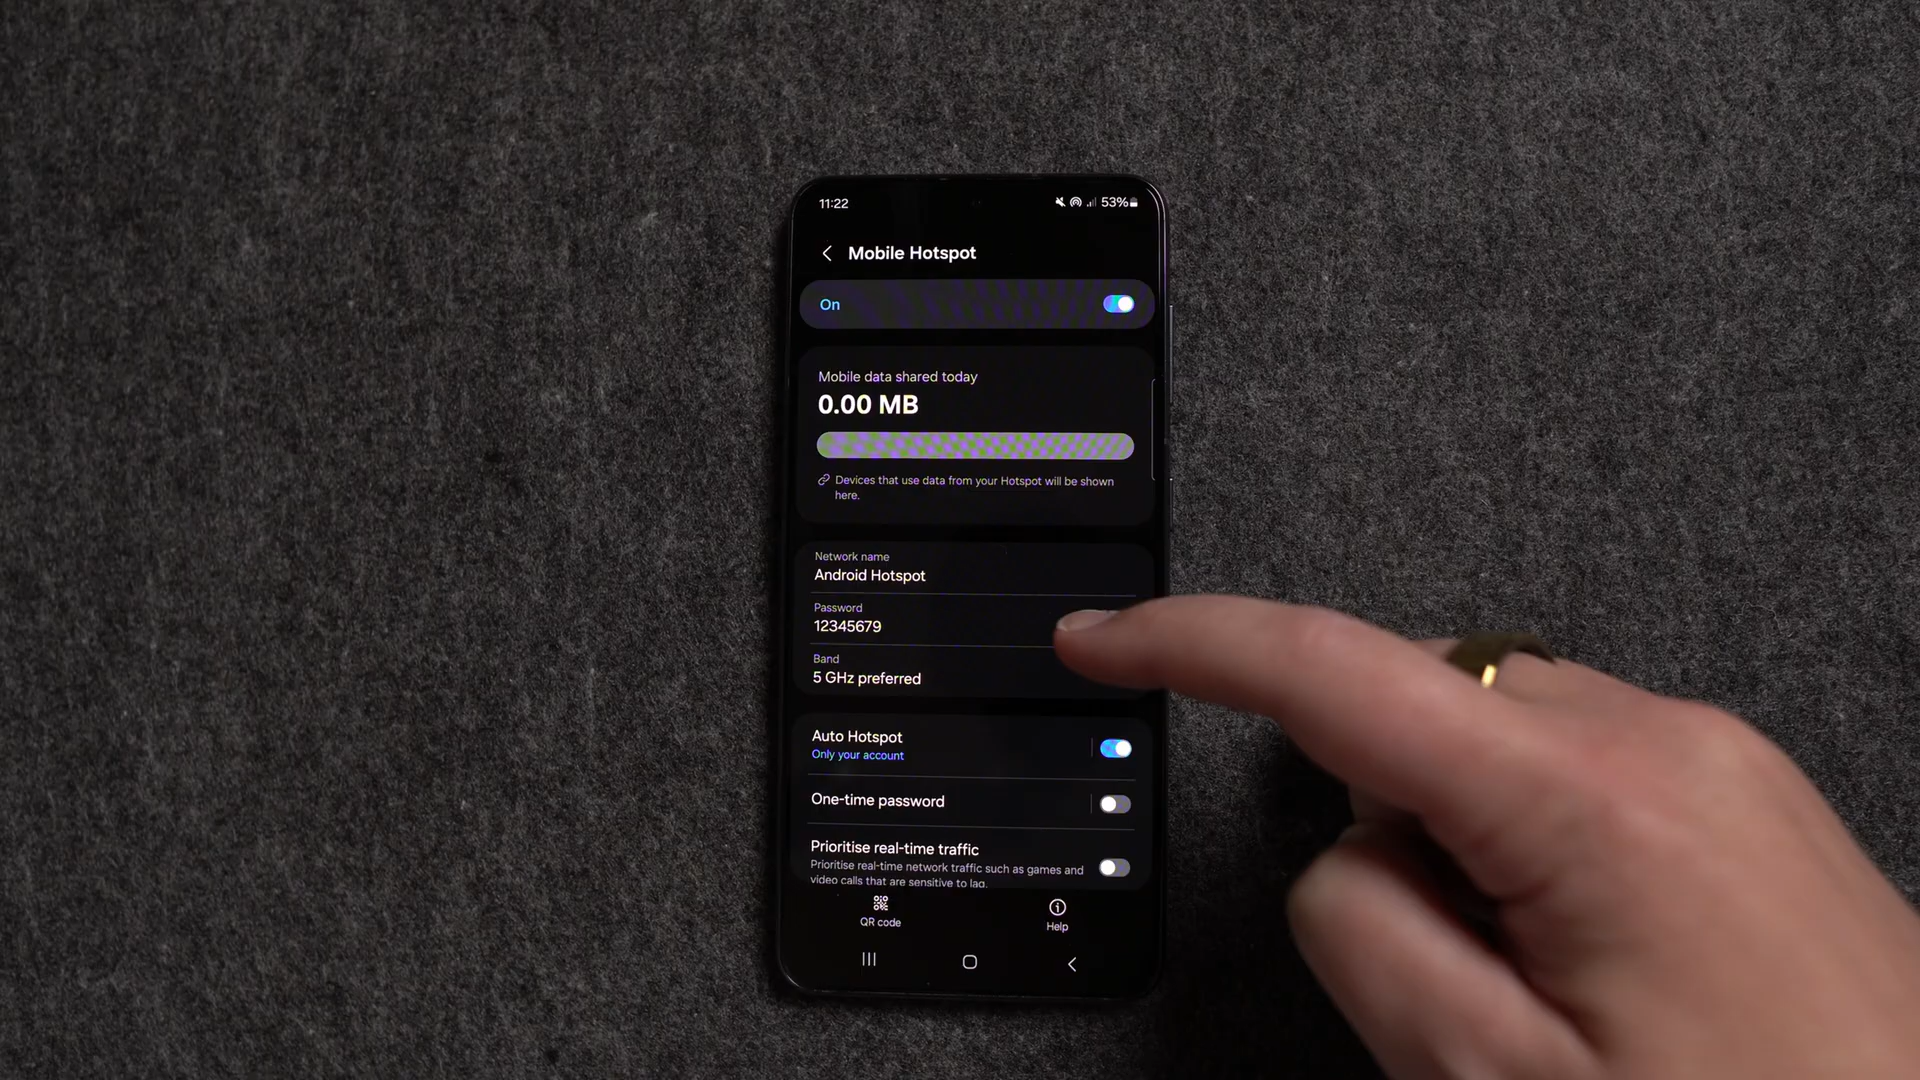 11:22
53%
Mobile Hotspot
On
Mobile data shared today
0.00 MB
Devices that use data from your Hotspot will be shown
here.
Network name
Android Hotspot
Password
12345679
Band
5 GHz preferred
Auto Hotspot
Only your account
One-time password
Prioritise real-time traffic
Prioritise real-time network traffic such as games and
video calls that are sensitive to lag.
QR code
Help